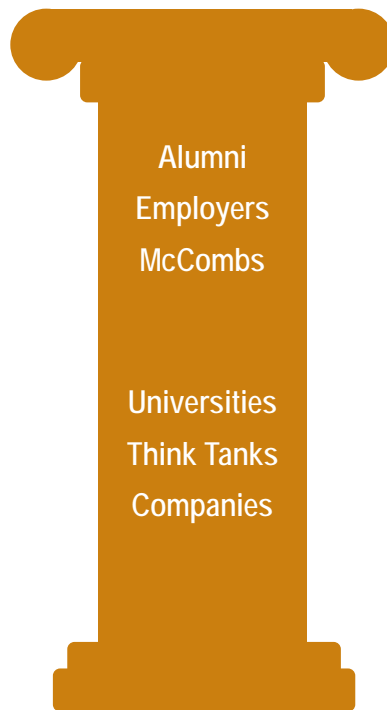 Alumni
Employers
McCombs
Universities
Think Tanks
Companies